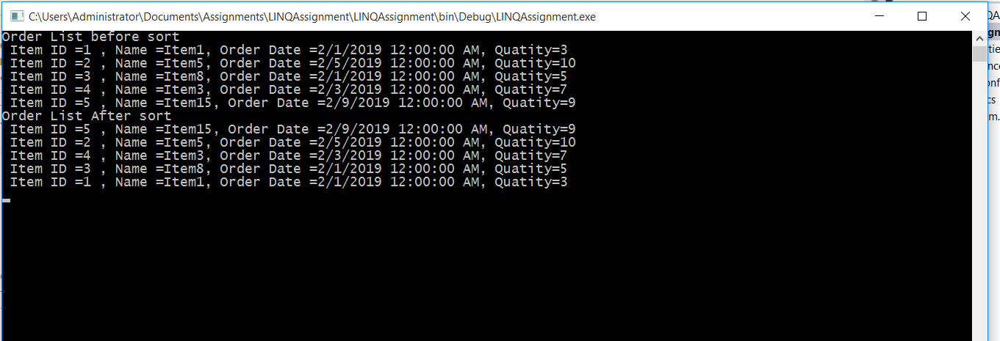 C:\Users\Administrator\Documents\Assignments\LINQAssignment\LINQAssignment\bin\Debug\LINQAssignment.exe
Order List before sort
Item ID =1 , Name =Item1, Order Date =2/1/2019 12:00:00 AM, Quatity=3
Item ID =2 , Name =Item5, Order Date =2/5/2019 12:00:00 AM, Quatity=10
Item ID =3 , Name =Item8, Order Date =2/1/2019 12:00:00 AM, Quatity=5
Item ID =4 , Name =Item3, Order Date =2/3/2019 12:00:00 AM, Quatity=7
Item ID =5 , Name =Item15, Order Date =2/9/2019 12:00:00 AM, Quatity=9
Order List After sort
Item ID =5 , Name =Item15, Order Date =2/9/2019 12:00:00 AM, Quatity=9
Item ID =2 , Name =Item5, Order Date =2/5/2019 12:00:00 AM, Quatity=10
Item ID =4 , Name =Item3, Order Date =2/3/2019 12:00:00 AM, Quatity=7
Item ID =3 , Name =Item8, Order Date =2/1/2019 12:00:00 AM, Quatity=5
Item ID =1 , Name =Item1, Order Date =2/1/2019 12:00:00 AM, Quatity=3